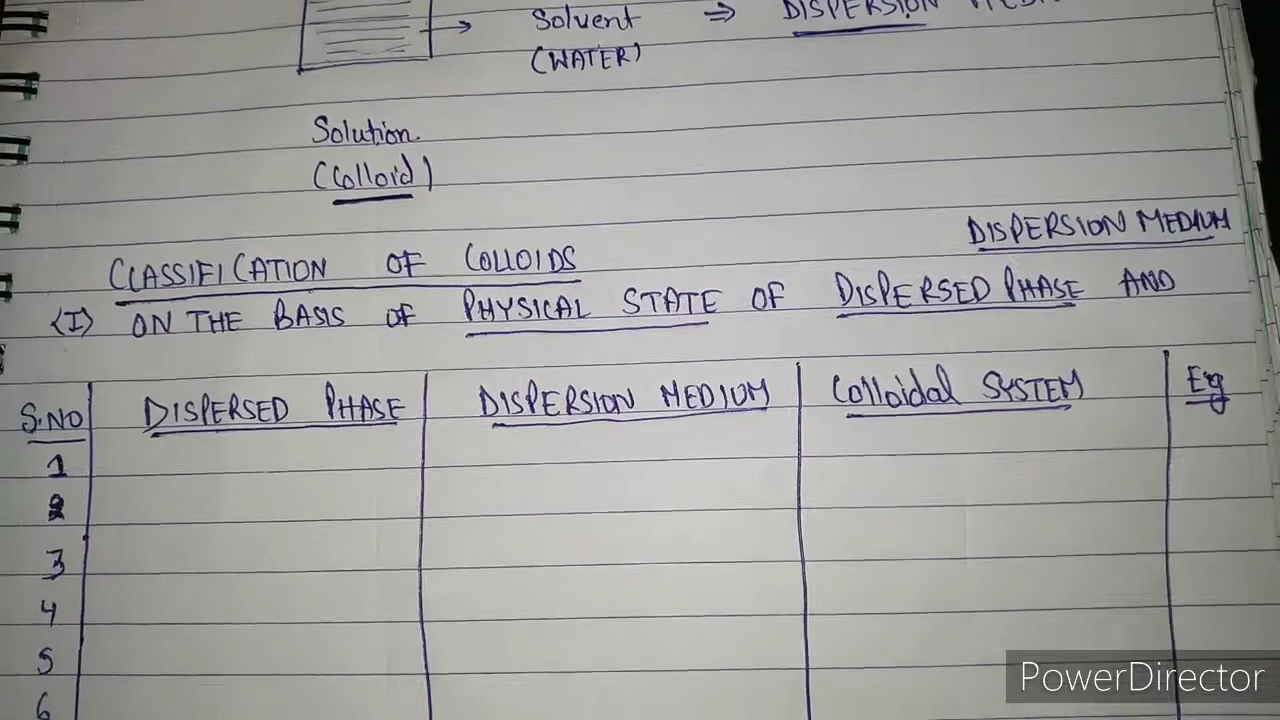 Solvent ⇒ DISPERSION
(WATER)
Solution.
(Colloid)
DISPERSION MEDIUM
CLASSIFICATION OF COLLOIDS
(I) ON THE BASIS OF PHYSICAL STATE OF DISPERSED PHASE AND
S.NO DISPERSED PHASE DISPERSION MEDIUM Colloidal SYSTEM Eg
1
2
3
4
5
6
PowerDirector